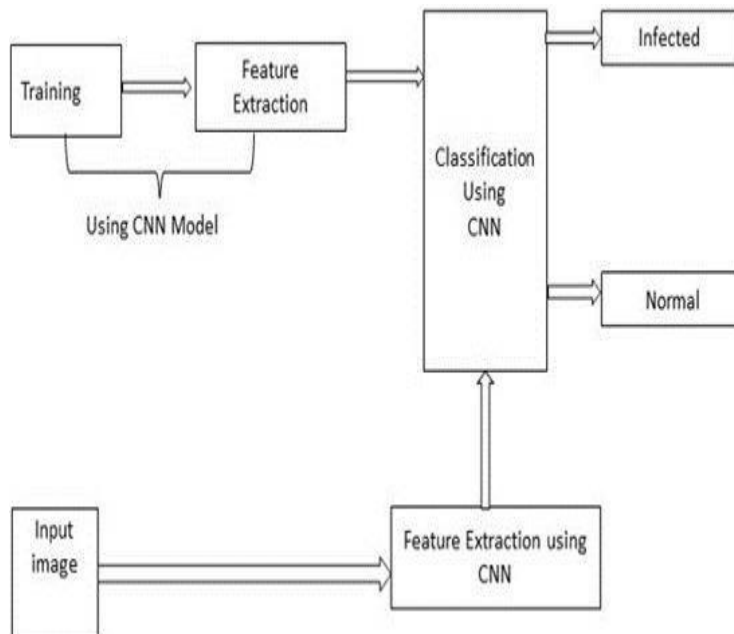 Training
Feature
Extraction
Using CNN Model
Classification
Using
CNN
Infected
Normal
Input
image
Feature Extraction using
CNN